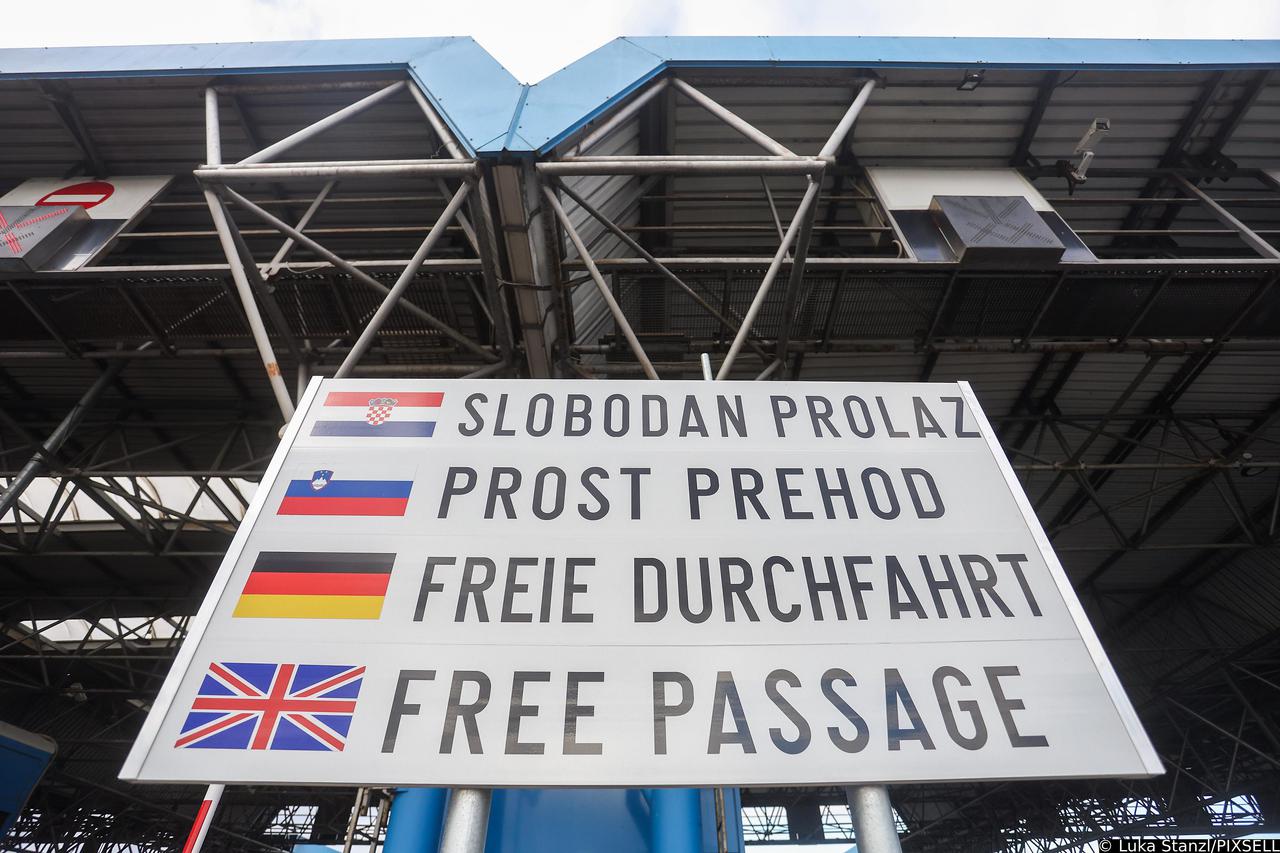 SLOBODAN PROLAZ
PROST PREHOD
FREIE DURCHFAHRT
FREE PASSAGE
© Luka Stanzl/PIXSELL